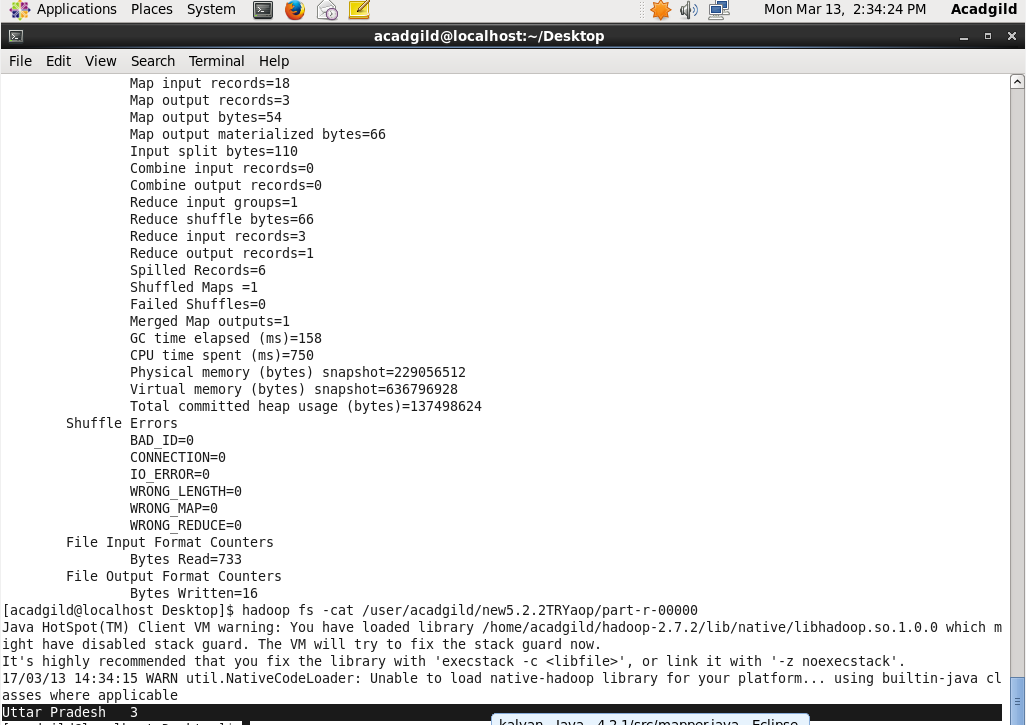 Applications Places System Mon Mar 13, 2:34:24 PM Acadgild
acadgild@localhost:~/Desktop
File Edit View Search Terminal Help
Map input records=18
Map output records=3
Map output bytes=54
Map output materialized bytes=66
Input split bytes=110
Combine input records=0
Combine output records=0
Reduce input groups=1
Reduce shuffle bytes=66
Reduce input records=3
Reduce output records=1
Spilled Records=6
Shuffled Maps =1
Failed Shuffles=0
Merged Map outputs=1
GC time elapsed (ms)=158
CPU time spent (ms)=750
Physical memory (bytes) snapshot=229056512
Virtual memory (bytes) snapshot=636796928
Total committed heap usage (bytes)=137498624
Shuffle Errors
BAD_ID=0
CONNECTION=0
IO_ERROR=0
WRONG_LENGTH=0
WRONG_MAP=0
WRONG_REDUCE=0
File Input Format Counters
Bytes Read=733
File Output Format Counters
Bytes Written=16
[acadgild@localhost Desktop]$ hadoop fs -cat /user/acadgild/new5.2.2TRYaop/part-r-00000
Java HotSpot(TM) Client VM warning: You have loaded library /home/acadgild/hadoop-2.7.2/lib/native/libhadoop.so.1.0.0 which m
ight have disabled stack guard. The VM will try to fix the stack guard now.
It's highly recommended that you fix the library with 'execstack -c <libfile>', or link it with '-z noexecstack'.
17/03/13 14:34:15 WARN util.NativeCodeLoader: Unable to load native-hadoop library for your platform... using builtin-java cl
asses where applicable
Uttar Pradesh 3
kalyan - Java - 4.2.1/src/mapper.java - Eclipse